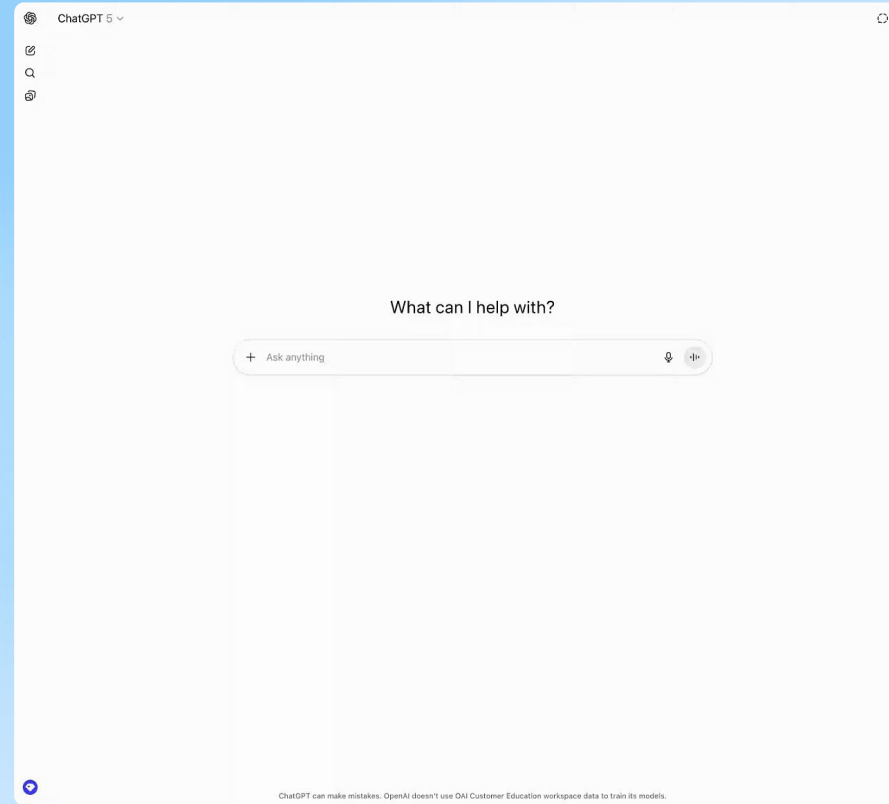 ChatGPT 5
What can I help with?
Ask anything
ChatGPT can make mistakes. OpenAI doesn't use OAI Customer Education workspace data to train its models.